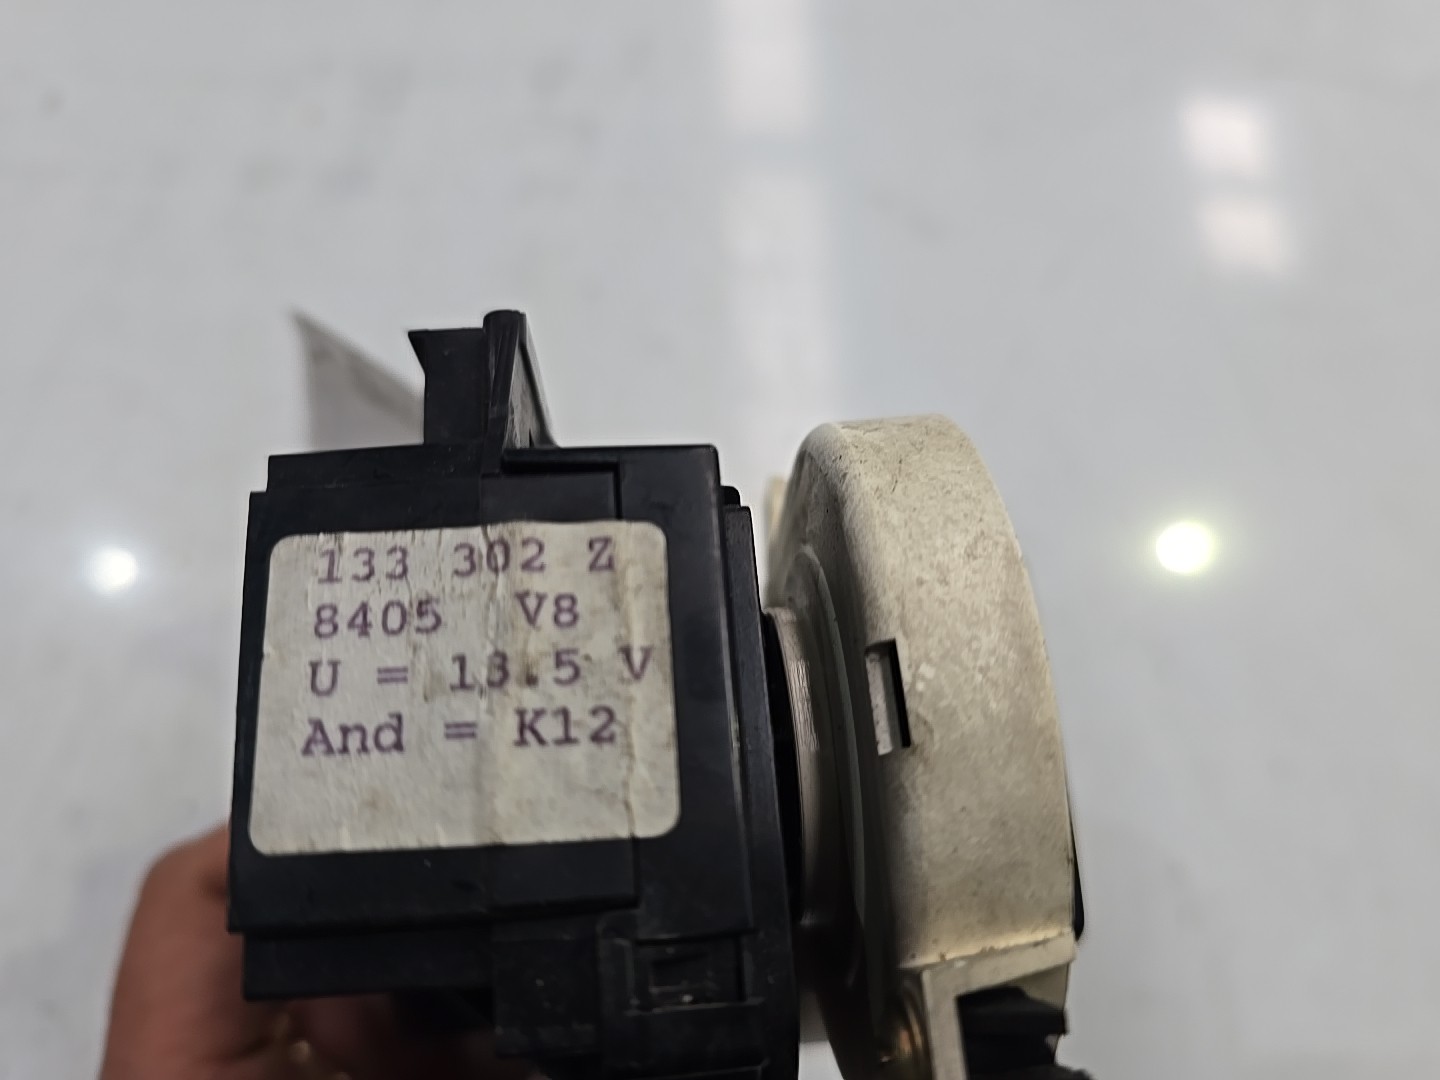 133 302 Z
8405 V8
U = 13.5 V
And = K12